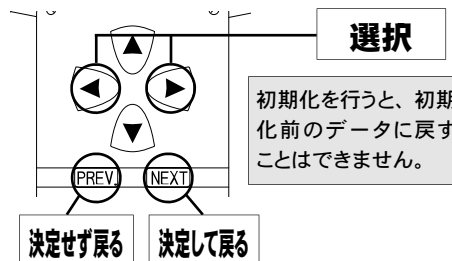 選択
初期化を行うと、初期
化前のデータに戻す
ことはできません。
PREV.
NEXT
決定せず戻る
決定して戻る